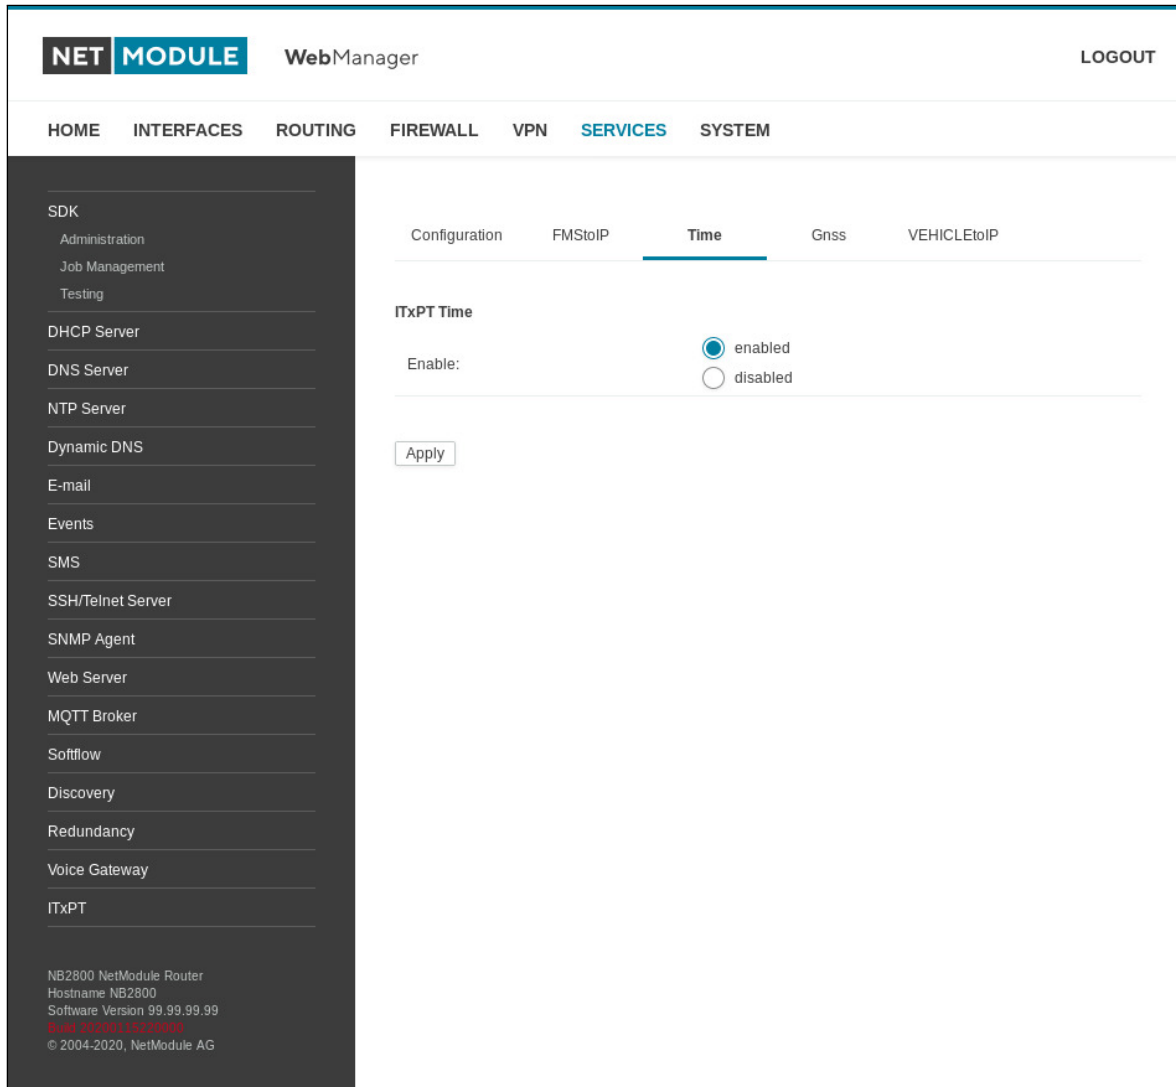 NET MODULE WebManager LOGOUT
HOME INTERFACES ROUTING FIREWALL VPN SERVICES SYSTEM
SDK
Administration
Job Management
Testing
DHCP Server
DNS Server
NTP Server
Dynamic DNS
E-mail
Events
SMS
SSH/Telnet Server
SNMP Agent
Web Server
MQTT Broker
Softflow
Discovery
Redundancy
Voice Gateway
ITxPT
NB2800 NetModule Router
Hostname NB2800
Software Version 99.99.99.99
Build
© 2004-2020, NetModule AG
Configuration FMStoIP Time Gnss VEHICLEtoIP
ITxPT Time
Enable:
enabled
disabled
Apply